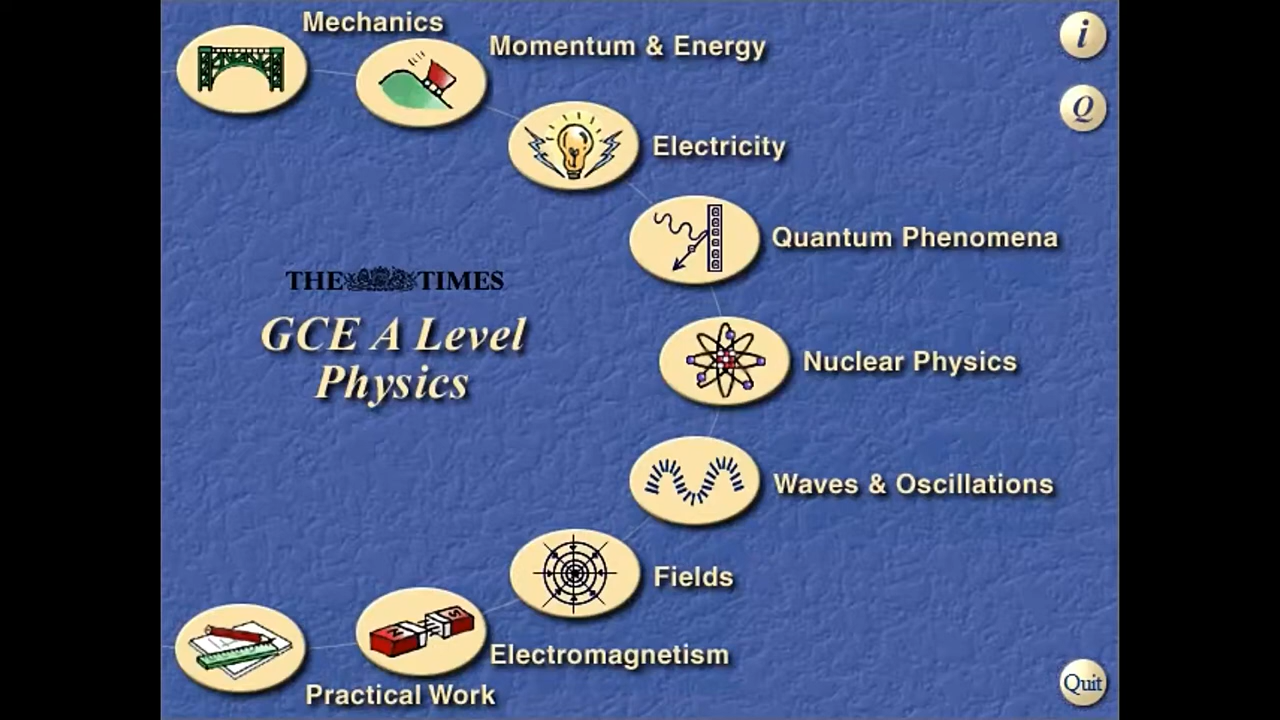 Mechanics
Momentum & Energy
i
Q
Electricity
Quantum Phenomena
THE TIMES
GCE A Level
Physics
Nuclear Physics
Waves & Oscillations
Fields
N S
Electromagnetism
Practical Work
Quit